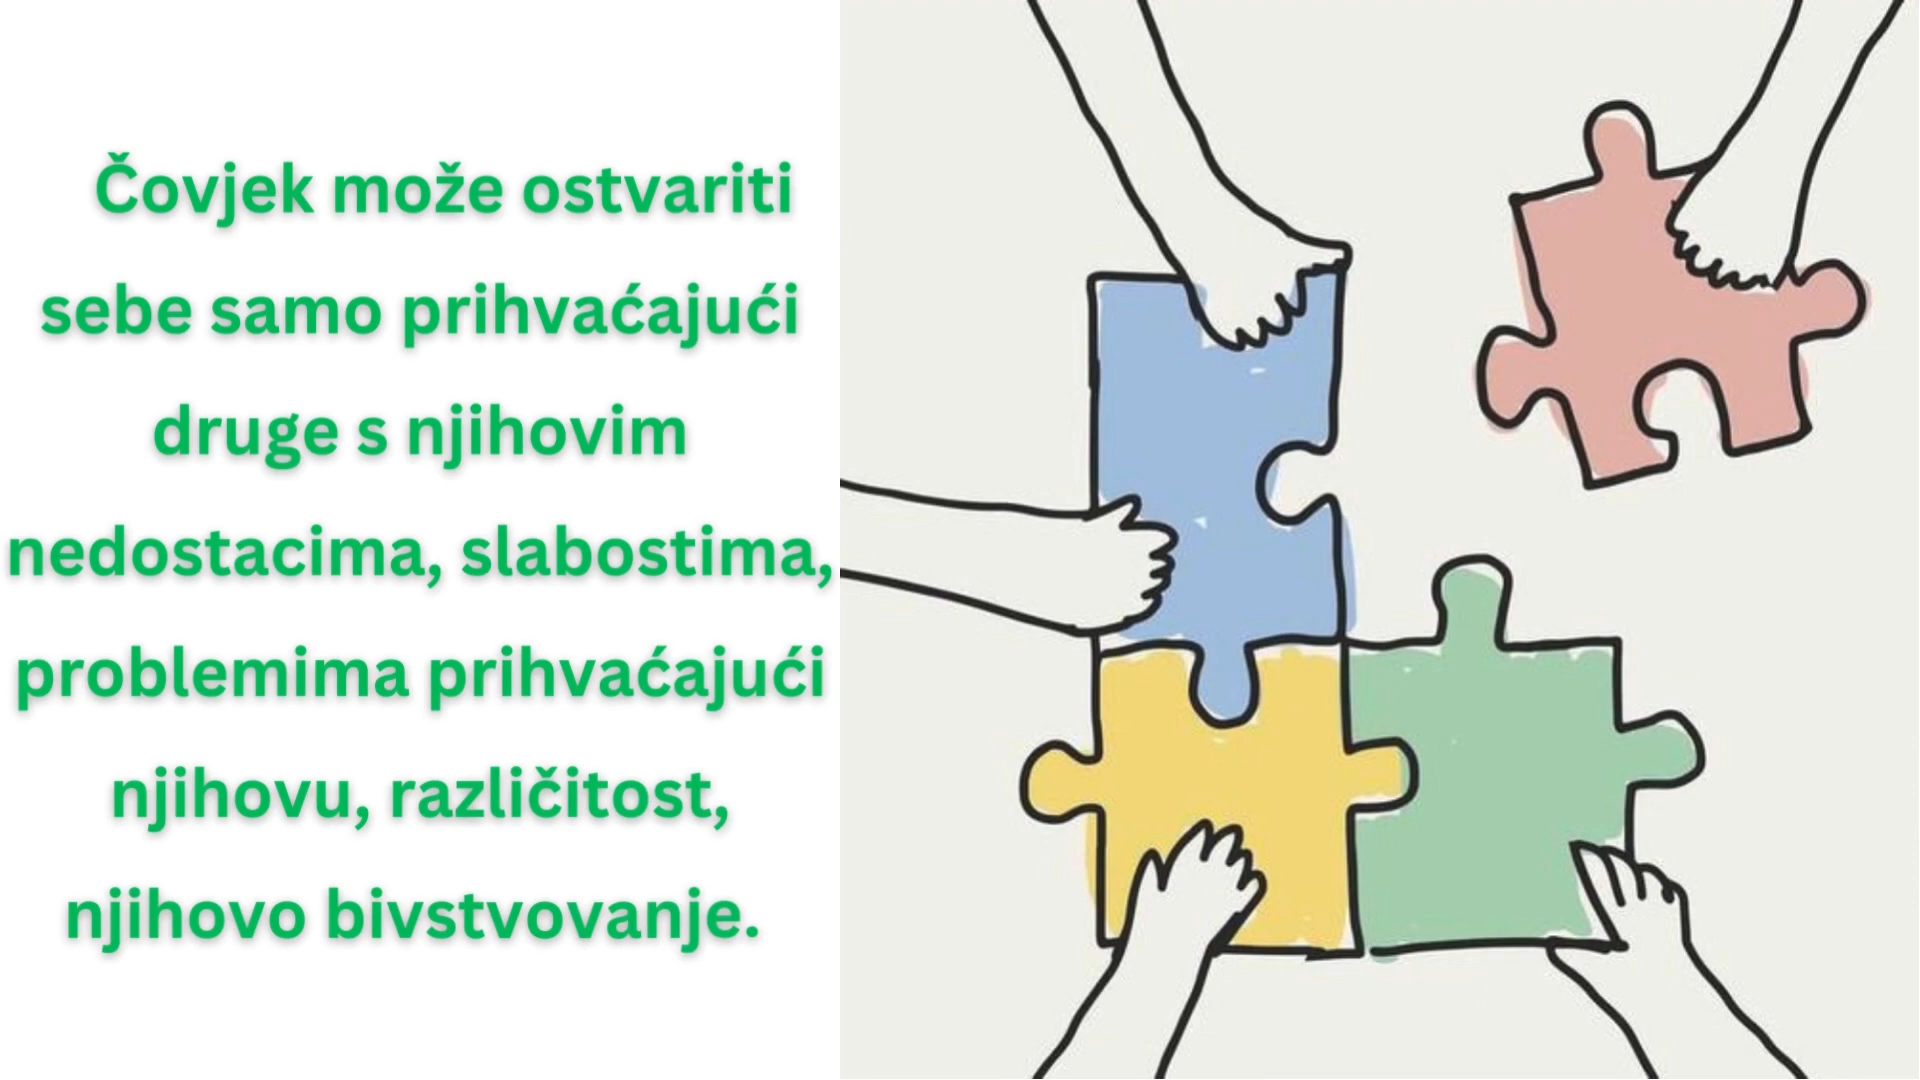 Čovjek može ostvariti
sebe samo prihvaćajući
druge s njihovim
nedostacima, slabostima,
problemima prihvaćajući
njihovu, različitost,
njihovo bivstvovanje.